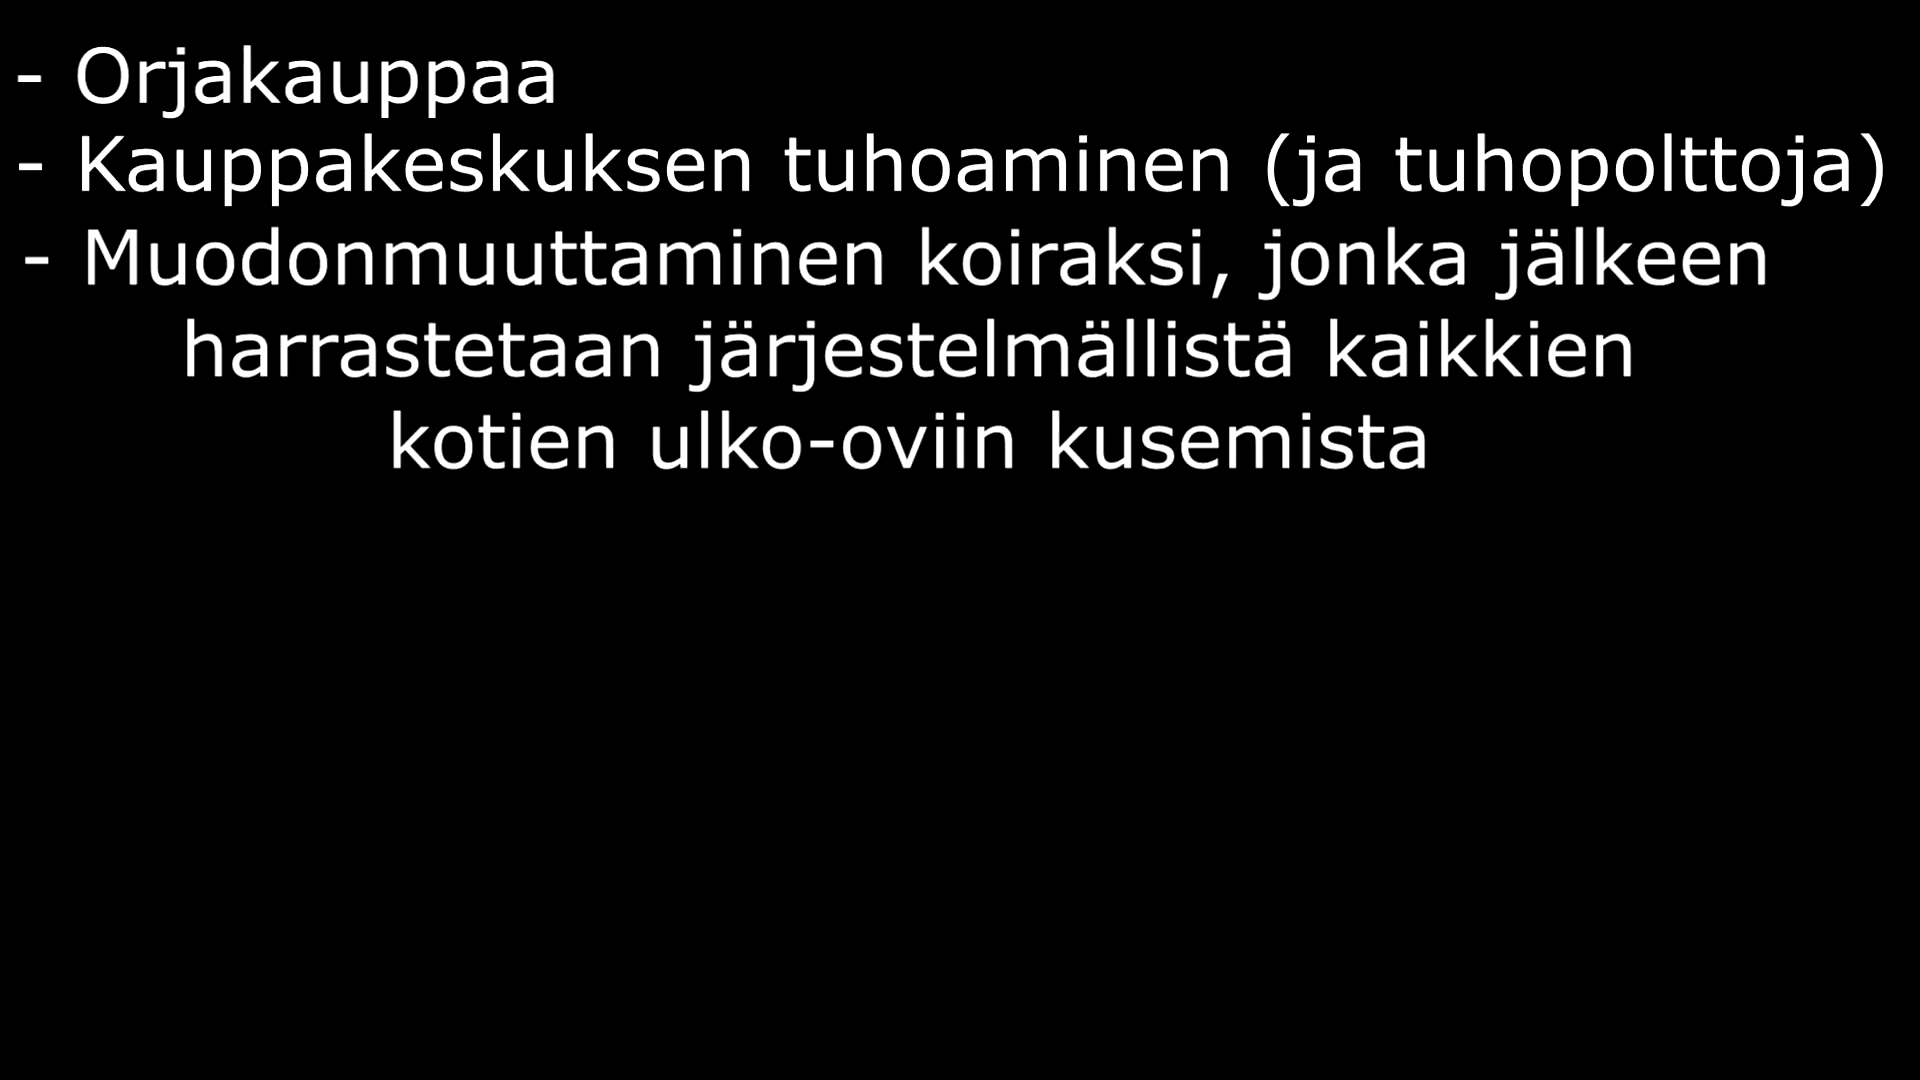 - Orjakauppaa
- Kauppakeskuksen tuhoaminen (ja tuhopolttoja)
- Muodonmuuttaminen koiraksi, jonka jälkeen
harrastetaan järjestelmällistä kaikkien
kotien ulko-oviin kusemista